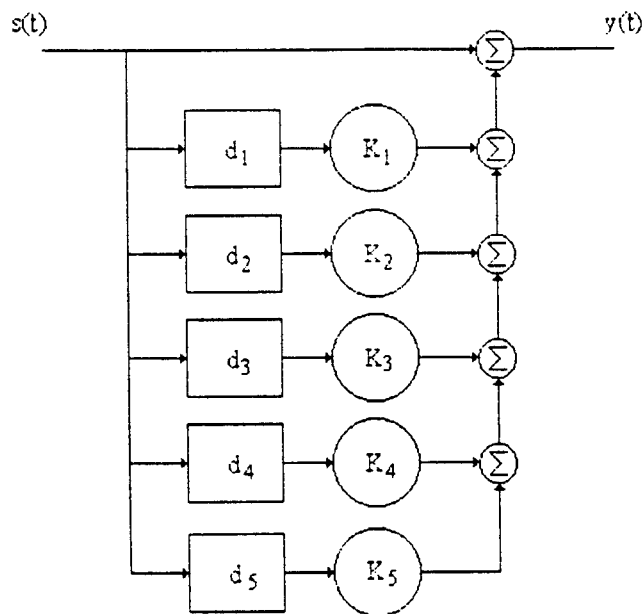 s(t) y(t)
Σ
d₁ K₁ Σ
d₂ K₂ Σ
d₃ K₃ Σ
d₄ K₄ Σ
d₅ K₅